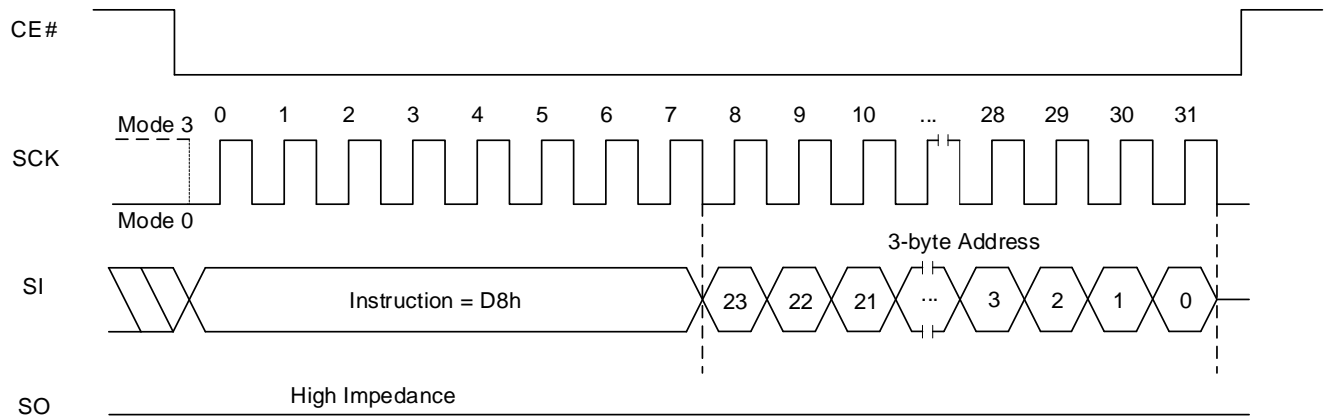 CE#
0 1 2 3 4 5 6 7 8 9 10 ... 28 29 30 31
Mode 3
SCK
Mode 0
3-byte Address
SI
Instruction = D8h
23 22 21 ... 3 2 1 0
High Impedance
SO